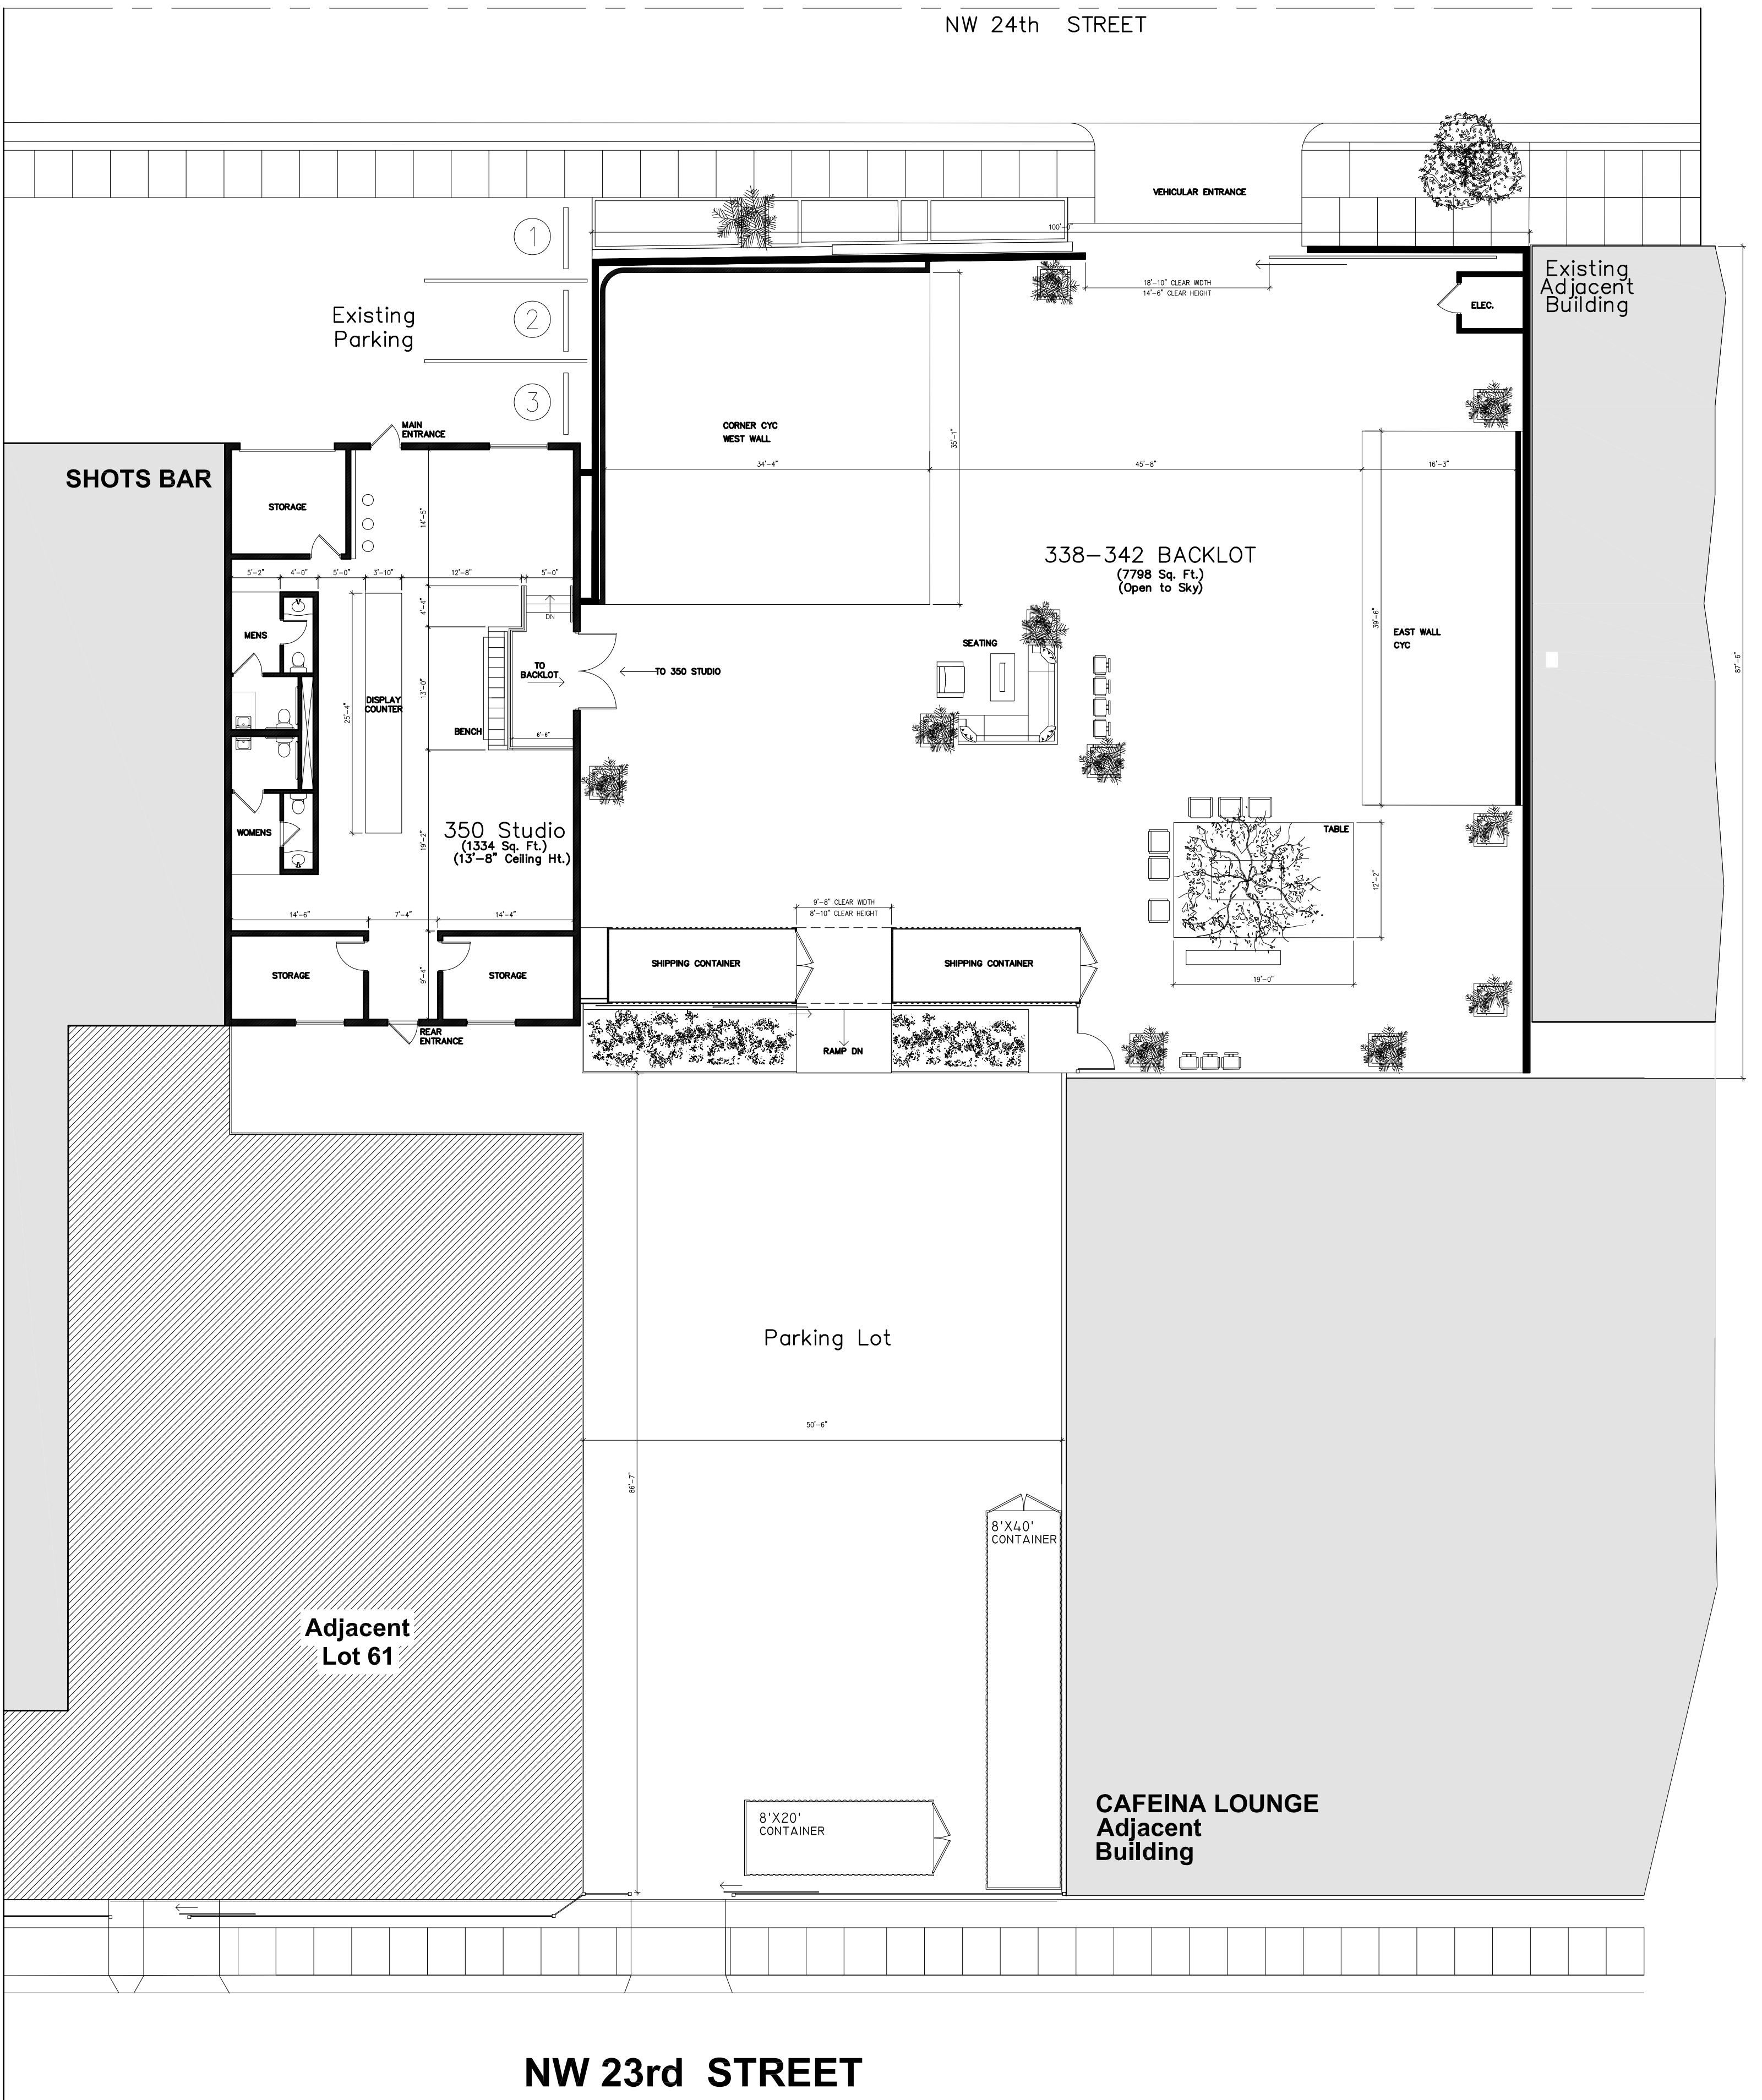 NW 24th STREET
VEHICULAR ENTRANCE
100'-0"
1
2
3
Existing
Parking
18'-10" CLEAR WIDTH
14'-6" CLEAR HEIGHT
ELEC.
Existing
Adjacent
Building
MAIN
ENTRANCE
CORNER CYC
WEST WALL
35'-1"
34'-4"
45'-8"
16'-3"
SHOTS BAR
STORAGE
14'-5"
338-342 BACKLOT
(7798 Sq. Ft.)
(Open to Sky)
5'-2"
4'-0"
5'-0"
3'-10"
12'-8"
5'-0"
4'-4"
DN
MENS
39'-6"
EAST WALL
CYC
SEATING
87'-6"
TO
BACKLOT
TO 350 STUDIO
DISPLAY
COUNTER
25'-4"
13'-0"
BENCH
6'-6"
WOMENS
19'-2"
350 Studio
(1334 Sq. Ft.)
(13'-8" Ceiling Ht.)
TABLE
12'-2"
19'-0"
9'-8" CLEAR WIDTH
8'-10" CLEAR HEIGHT
14'-6"
7'-4"
14'-4"
SHIPPING CONTAINER
SHIPPING CONTAINER
STORAGE
STORAGE
9'-4"
REAR
ENTRANCE
RAMP DN
Parking Lot
50'-6"
86'-7"
8'X40'
CONTAINER
Adjacent
Lot 61
8'X20'
CONTAINER
CAFEINA LOUNGE
Adjacent
Building
NW 23rd STREET